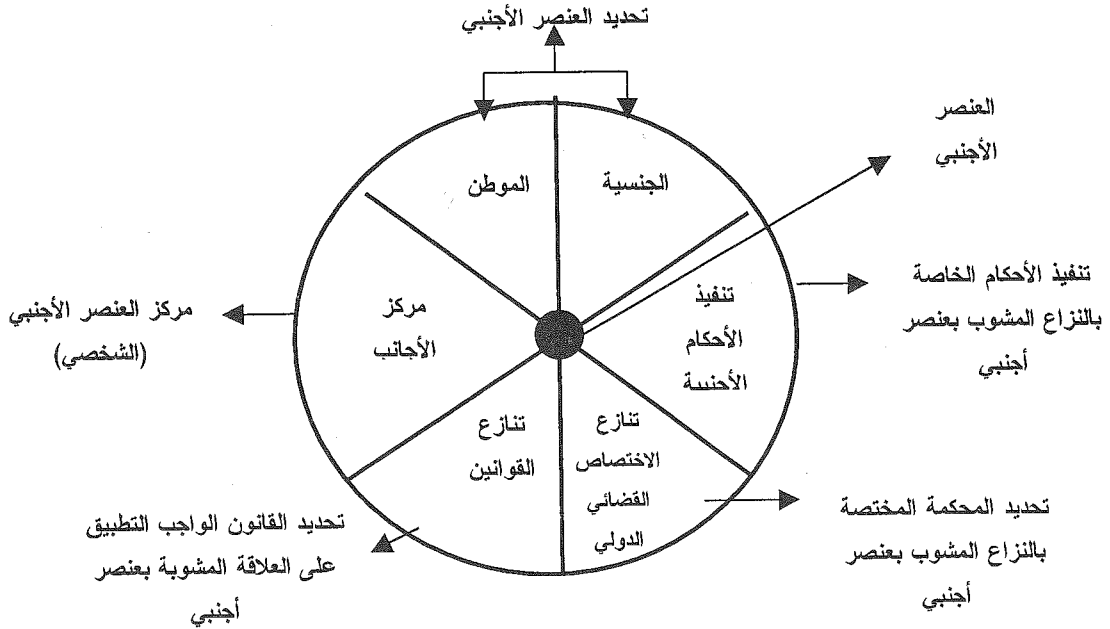 تحديد العنصر الأجنبي
العنصر
الأجنبي
الجنسية
الموطن
تنفيذ
الأحكام
الأجنبية
تنفيذ الأحكام الخاصة
بالنزاع المشوب بعنصر
أجنبي
مركز
الأجانب
مركز العنصر الأجنبي
(الشخصي)
تنازع
الاختصاص
القضائي
الدولي
تنازع
القوانين
تحديد المحكمة المختصة
بالنزاع المشوب بعنصر
أجنبي
تحديد القانون الواجب التطبيق
على العلاقة المشوبة بعنصر
أجنبي